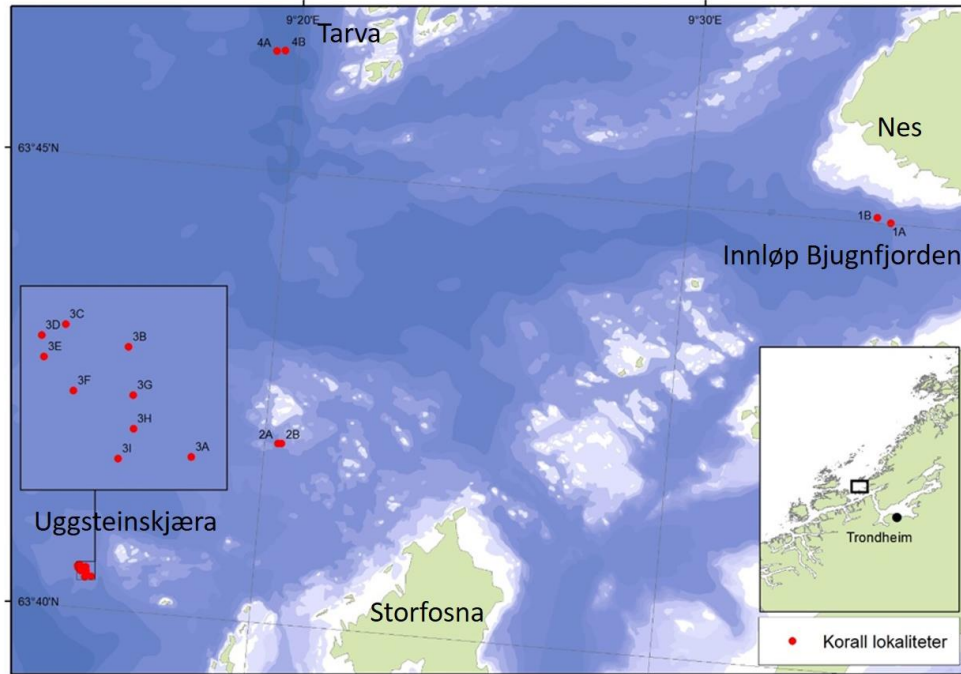 9°20'E
9°30'E
Tarva
4A
4B
Nes
63°45'N
1B
1A
Innløp Bjugnfjorden
3C
3D
3B
3E
3F
3G
3H
3I
3A
2A
2B
Uggsteinskjæra
Trondheim
63°40'N
Storfosna
Korall lokaliteter